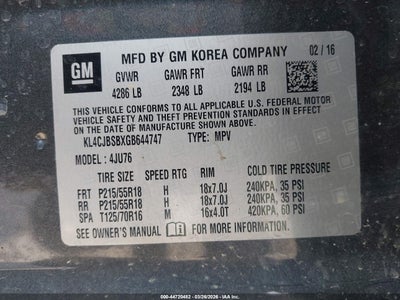 GM
MFD BY GM KOREA COMPANY 02/16
GVWR GAWR FRT GAWR RR
4286 LB 2348 LB 2194 LB
THIS VEHICLE CONFORMS TO ALL APPLICABLE U.S. FEDERAL MOTOR
VEHICLE SAFETY AND THEFT PREVENTION STANDARDS IN EFFECT
ON THE DATE OF MANUFACTURE SHOWN ABOVE.
KL4CJBSBXGB644747 TYPE: MPV
MODEL: 4JU76
TIRE SIZE SPEED RTG RIM COLD TIRE PRESSURE
FRT P215/55R18 H 18x7.0J 240KPA, 35 PSI
RR P215/55R18 H 18x7.0J 240KPA, 35 PSI
SPA T125/70R16 M 16x4.0T 420KPA, 60 PSI
SEE OWNER'S MANUAL FOR MORE INFORMATION
000-44720482 - 03/26/2026 - IAA